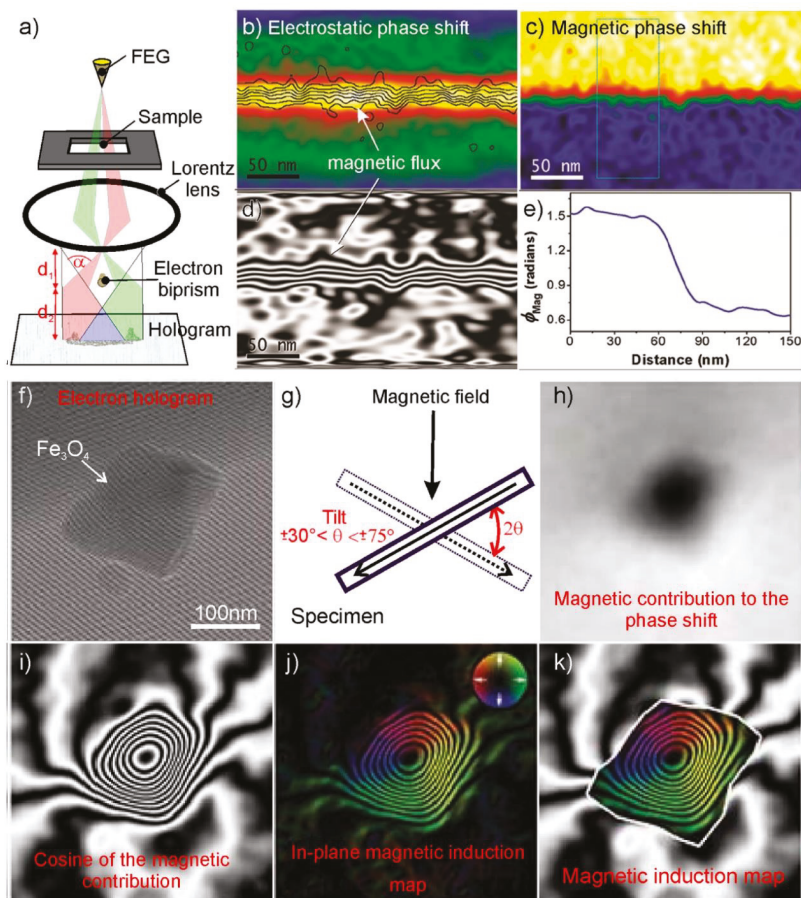 a)
FEG
Sample
Lorentz
lens
d₁
α
Electron
biprism
d₂
Hologram
b) Electrostatic phase shift
50 nm
magnetic flux
c) Magnetic phase shift
50 nm
d)
50 nm
e)
1.5
1.2
0.9
0.6
ϕMag (radians)
0 30 60 90 120 150
Distance (nm)
f)
Electron hologram
Fe₃O₄
100nm
g)
Magnetic field
Tilt
±30°< θ <±75°
2θ
Specimen
h)
Magnetic contribution to the
phase shift
i)
Cosine of the magnetic
contribution
j)
In-plane magnetic induction
map
k)
Magnetic induction map